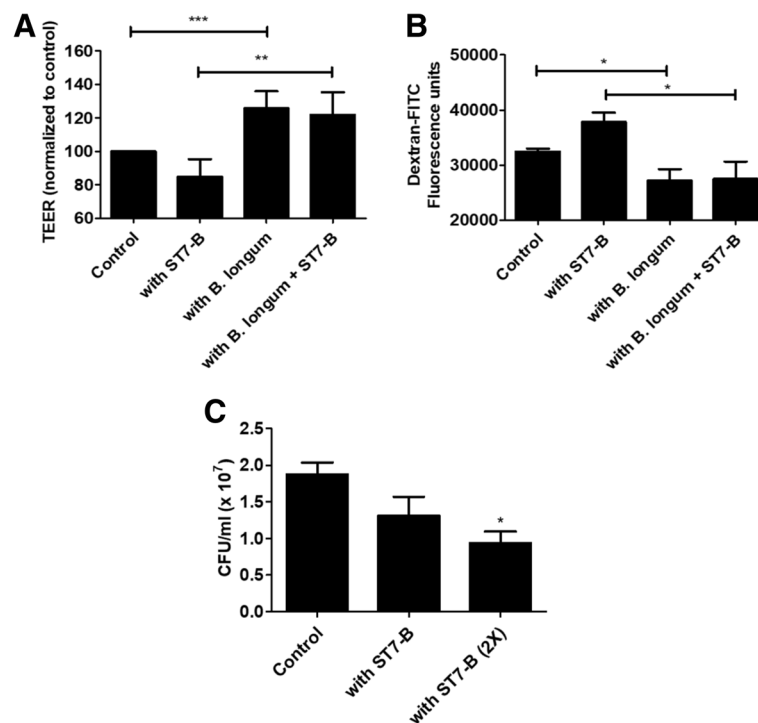 A
***
**
TEER (normalized to control)
160
140
120
100
80
60
Control
with ST7-B
with B. longum
with B. longum + ST7-B
B
*
*
Dextran-FITC
Fluorescence units
50000
40000
30000
20000
Control
with ST7-B
with B. longum
with B. longum + ST7-B
C
*
CFU/ml (x 10⁷)
2.5
2.0
1.5
1.0
0.5
0.0
Control
with ST7-B
with ST7-B (2X)